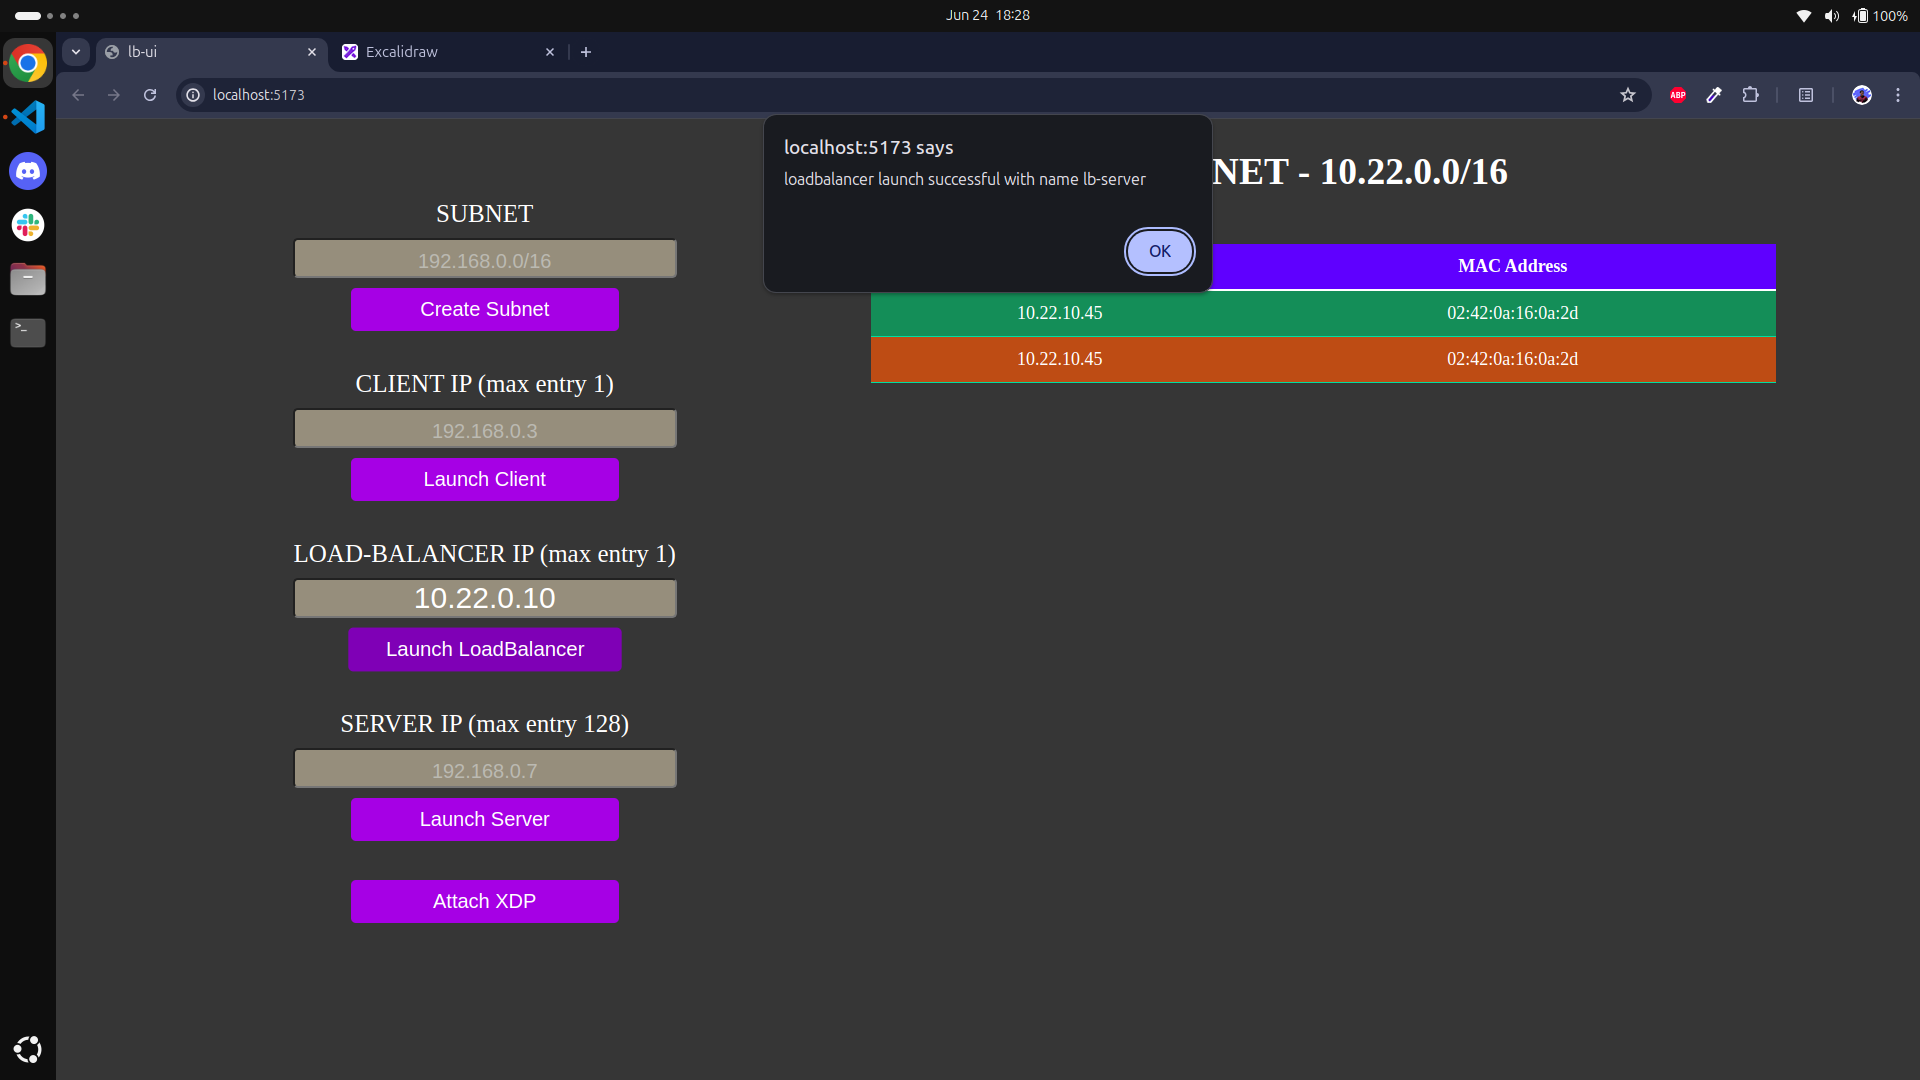 Jun 24 18:28
100%
lb-ui
Excalidraw
localhost:5173
ABP
localhost:5173 says
loadbalancer launch successful with name lb-server
OK
NET - 10.22.0.0/16
SUBNET
192.168.0.0/16
Create Subnet
CLIENT IP (max entry 1)
192.168.0.3
Launch Client
LOAD-BALANCER IP (max entry 1)
10.22.0.10
Launch LoadBalancer
SERVER IP (max entry 128)
192.168.0.7
Launch Server
Attach XDP
MAC Address
10.22.10.45 02:42:0a:16:0a:2d
10.22.10.45 02:42:0a:16:0a:2d